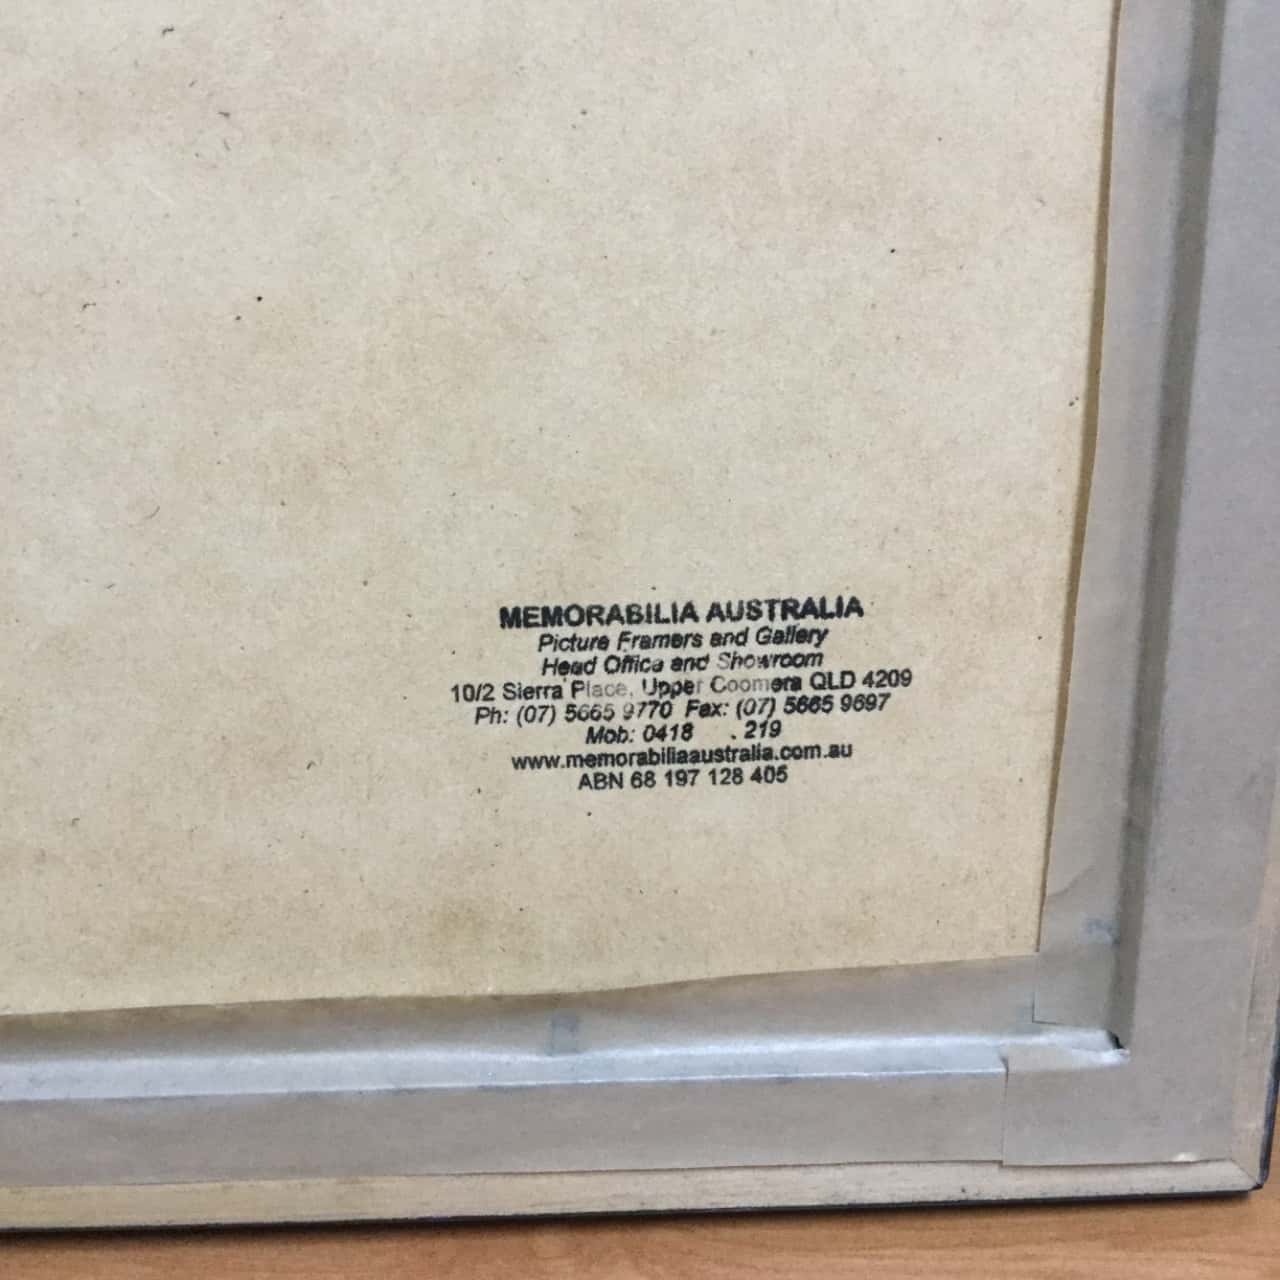 MEMORABILIA AUSTRALIA
Picture Framers and Gallery
Head Office and Showroom
10/2 Sierra Place, Upper Coomera QLD 4209
Ph: (07) 5665 9770 Fax: (07) 5665 9697
Mob: 0418 219
www.memorabiliaaustralia.com.au
ABN 68 197 128 405